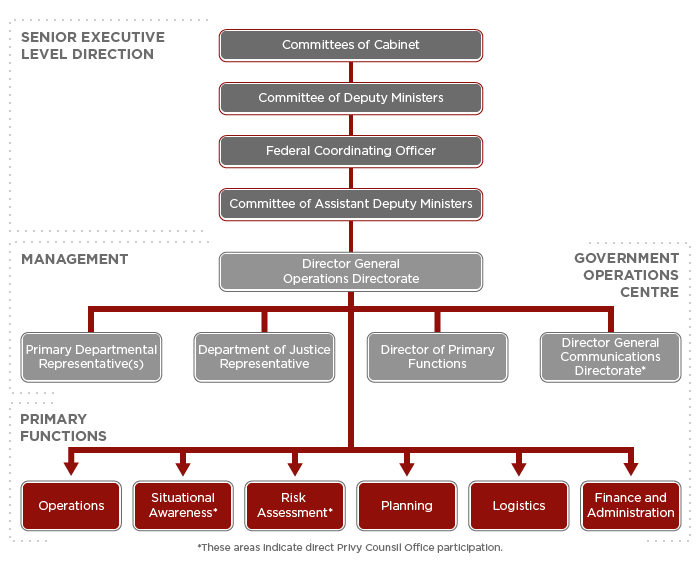 SENIOR EXECUTIVE
LEVEL DIRECTION
Committees of Cabinet
Committee of Deputy Ministers
Federal Coordinating Officer
Committee of Assistant Deputy Ministers
MANAGEMENT
Director General
Operations Directorate
GOVERNMENT
OPERATIONS
CENTRE
Primary Departmental
Representative(s)
Department of Justice
Representative
Director of Primary
Functions
Director General
Communications
Directorate*
PRIMARY
FUNCTIONS
Operations
Situational
Awareness*
Risk
Assessment*
Planning
Logistics
Finance and
Administration
*These areas indicate direct Privy Counsil Office participation.